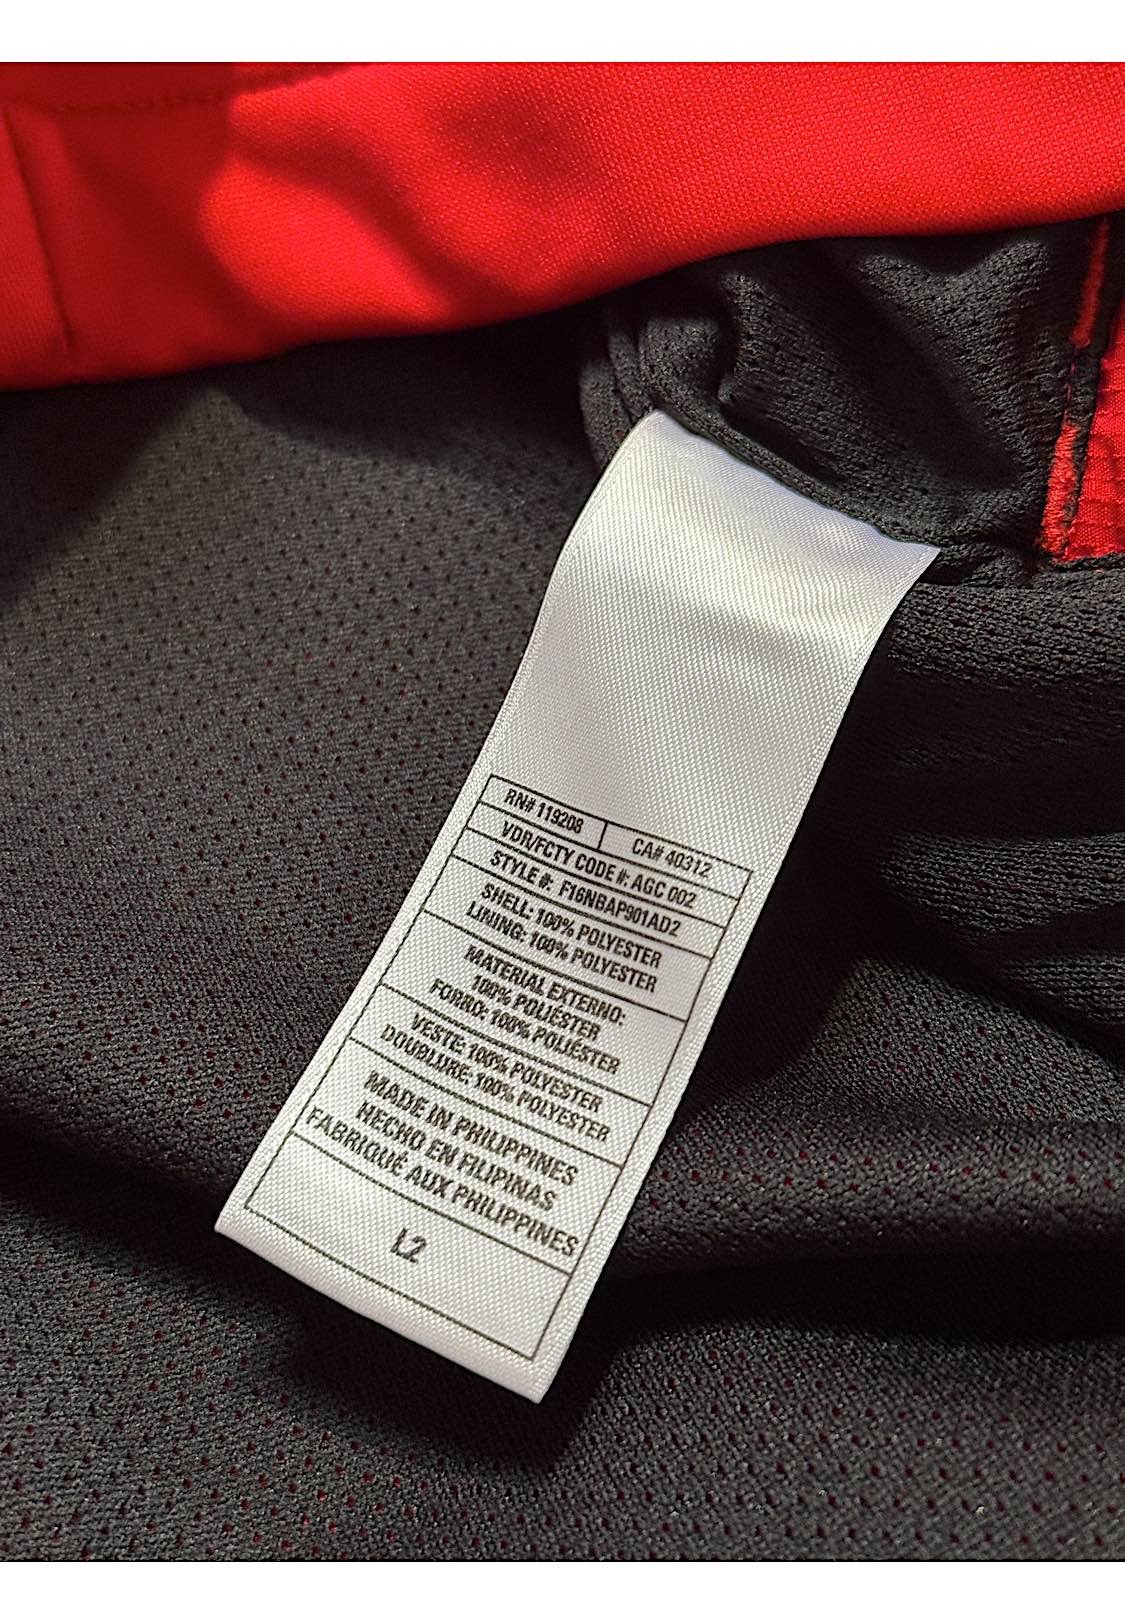 RN# 119208 CA# 40312
VDR/FCTY CODE #: AGC 002
STYLE #: F16NBAP901AD2
SHELL: 100% POLYESTER
LINING: 100% POLYESTER
MATERIAL EXTERNO:
100% POLIÉSTER
FORRO: 100% POLIÉSTER
VESTE: 100% POLYESTER
DOUBLURE: 100% POLYESTER
MADE IN PHILIPPINES
HECHO EN FILIPINAS
FABRIQUÉ AUX PHILIPPINES
L2